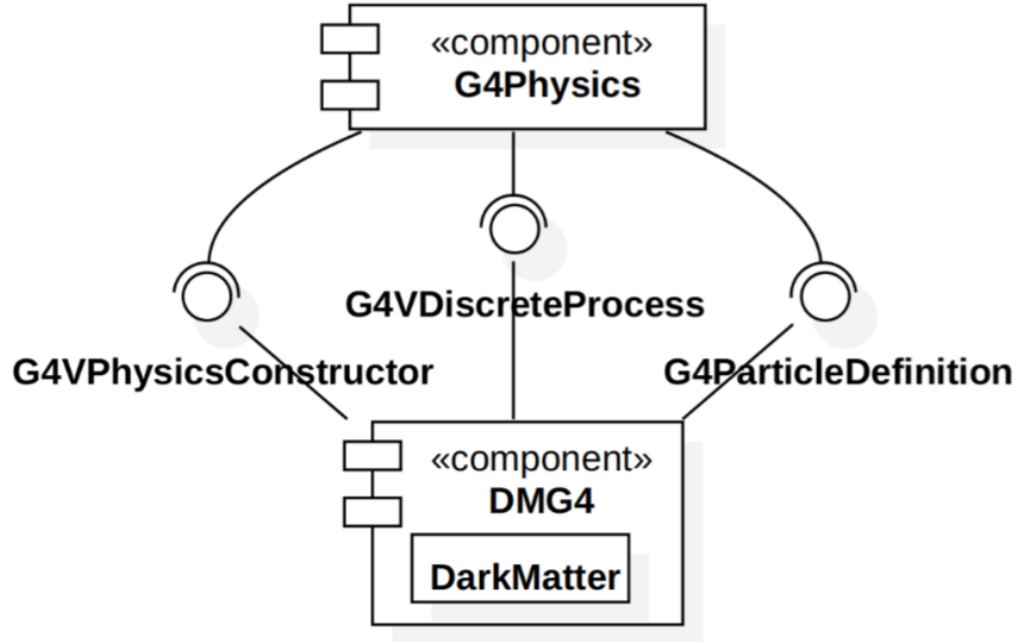 «component»
G4Physics
G4VDiscreteProcess
G4VPhysicsConstructor
G4ParticleDefinition
«component»
DMG4
DarkMatter